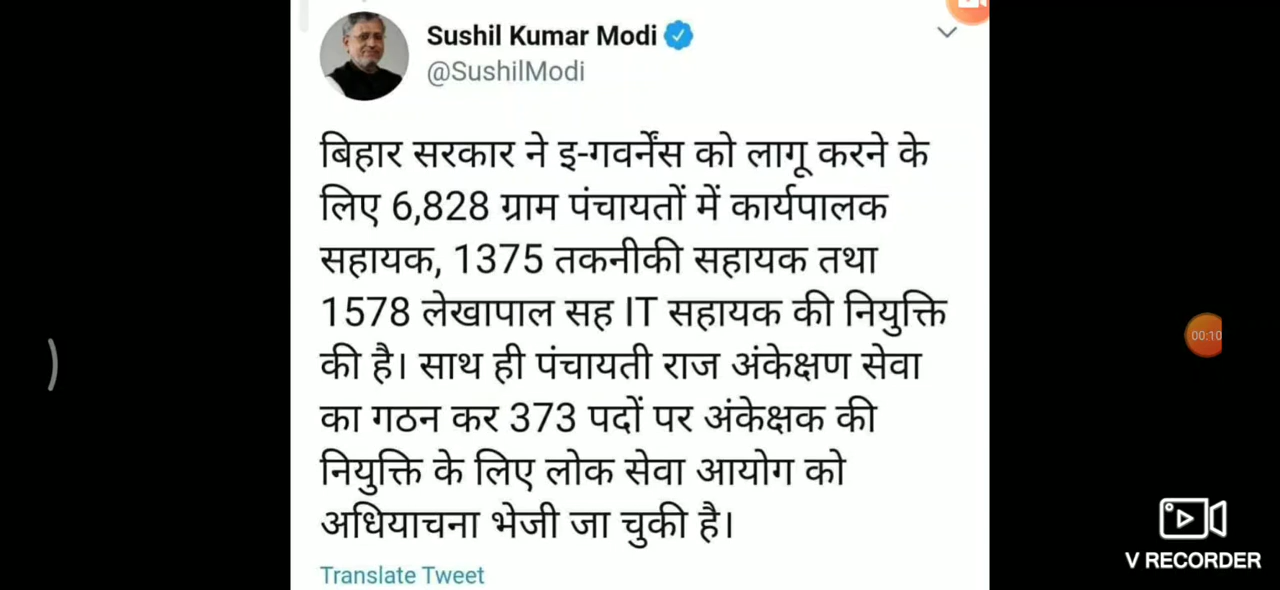 Sushil Kumar Modi
@SushilModi
बिहार सरकार ने इ-गवर्नेंस को लागू करने के
लिए 6,828 ग्राम पंचायतों में कार्यपालक
सहायक, 1375 तकनीकी सहायक तथा
1578 लेखापाल सह IT सहायक की नियुक्ति
की है। साथ ही पंचायती राज अंकेक्षण सेवा
का गठन कर 373 पदों पर अंकेक्षक की
नियुक्ति के लिए लोक सेवा आयोग को
अधियाचना भेजी जा चुकी है।
Translate Tweet
00:10
V RECORDER